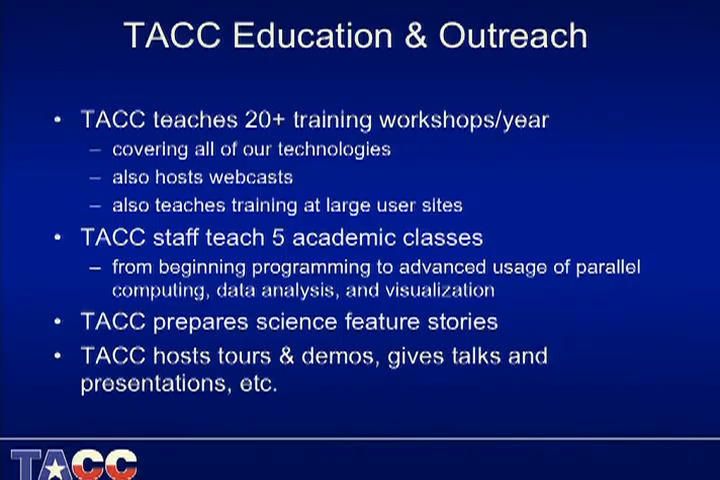 TACC Education & Outreach
• TACC teaches 20+ training workshops/year
– covering all of our technologies
– also hosts webcasts
– also teaches training at large user sites
• TACC staff teach 5 academic classes
– from beginning programming to advanced usage of parallel
computing, data analysis, and visualization
• TACC prepares science feature stories
• TACC hosts tours & demos, gives talks and
presentations, etc.
TACC